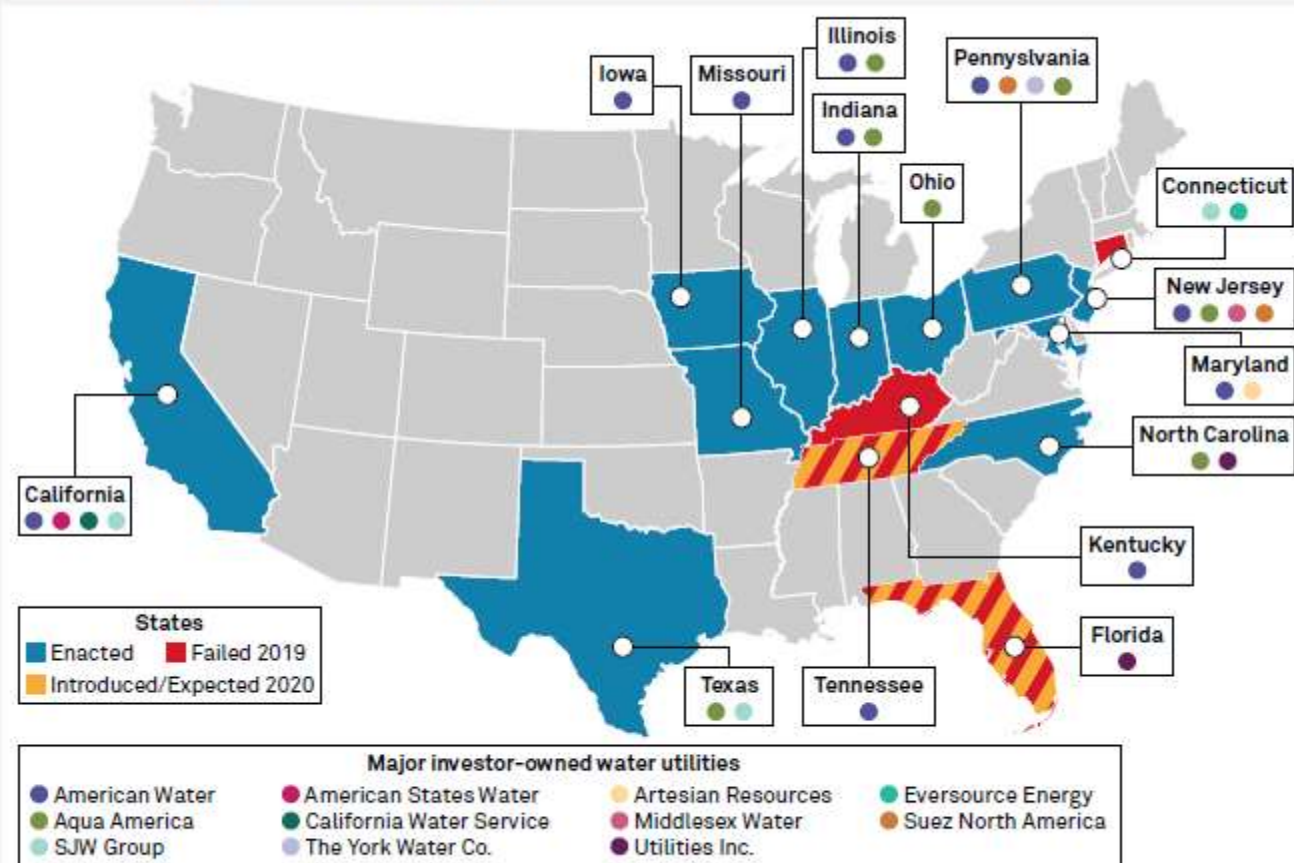 Illinois
Pennyslvania
Iowa
Missouri
Indiana
Ohio
Connecticut
New Jersey
Maryland
North Carolina
California
Kentucky
Florida
Texas
Tennessee
States
Enacted
Failed 2019
Introduced/Expected 2020
Major investor-owned water utilities
American Water
American States Water
Artesian Resources
Eversource Energy
Aqua America
California Water Service
Middlesex Water
Suez North America
SJW Group
The York Water Co.
Utilities Inc.